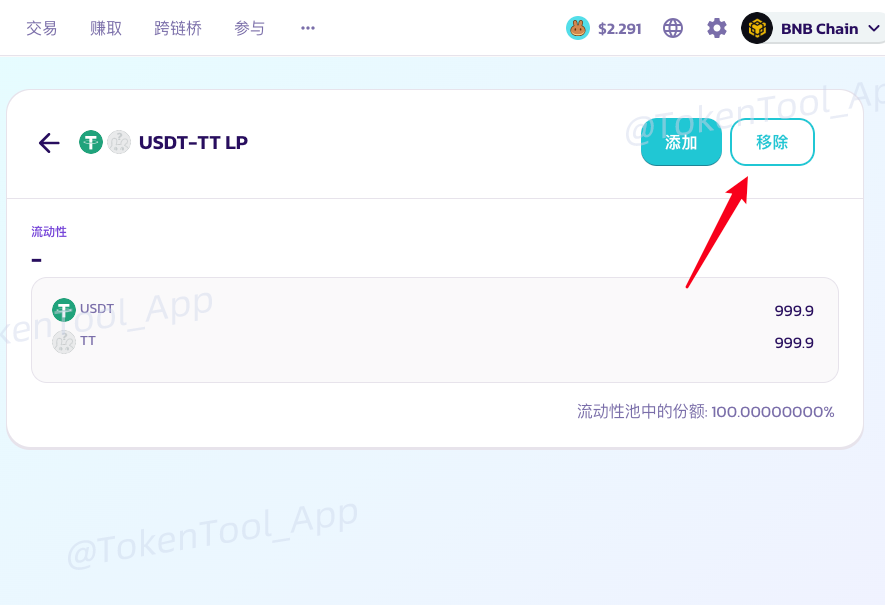 交易 赚取 跨链桥 参与 ··· $2.291 BNB Chain
@TokenTool_App
USDT-TT LP 添加 移除
流动性
-
USDT 999.9
kenTool_App
TT 999.9
流动性池中的份额: 100.00000000%
@TokenTool_App